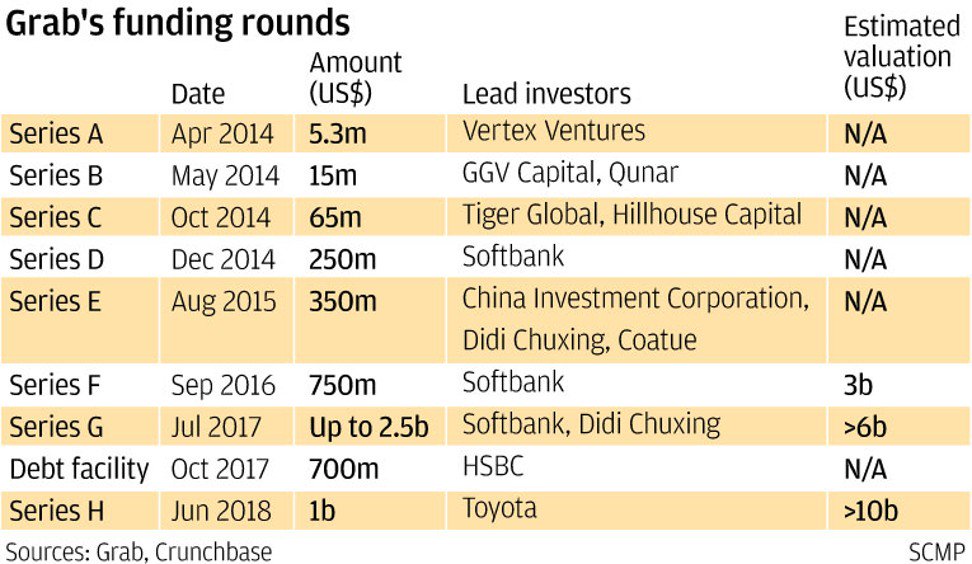 Grab's funding rounds
Date Amount (US$) Lead investors Estimated valuation (US$)
Series A Apr 2014 5.3m Vertex Ventures N/A
Series B May 2014 15m GGV Capital, Qunar N/A
Series C Oct 2014 65m Tiger Global, Hillhouse Capital N/A
Series D Dec 2014 250m Softbank N/A
Series E Aug 2015 350m China Investment Corporation, N/A
Didi Chuxing, Coatue
Series F Sep 2016 750m Softbank 3b
Series G Jul 2017 Up to 2.5b Softbank, Didi Chuxing >6b
Debt facility Oct 2017 700m HSBC N/A
Series H Jun 2018 1b Toyota >10b
Sources: Grab, Crunchbase SCMP